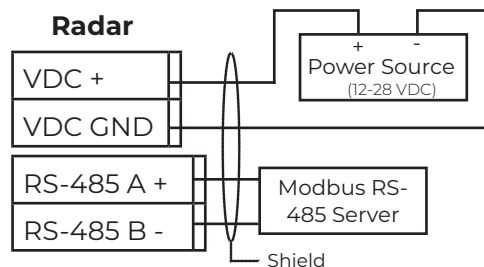 Radar
VDC +
VDC GND
RS-485 A +
RS-485 B -
+ -
Power Source
(12-28 VDC)
Modbus RS-
485 Server
Shield